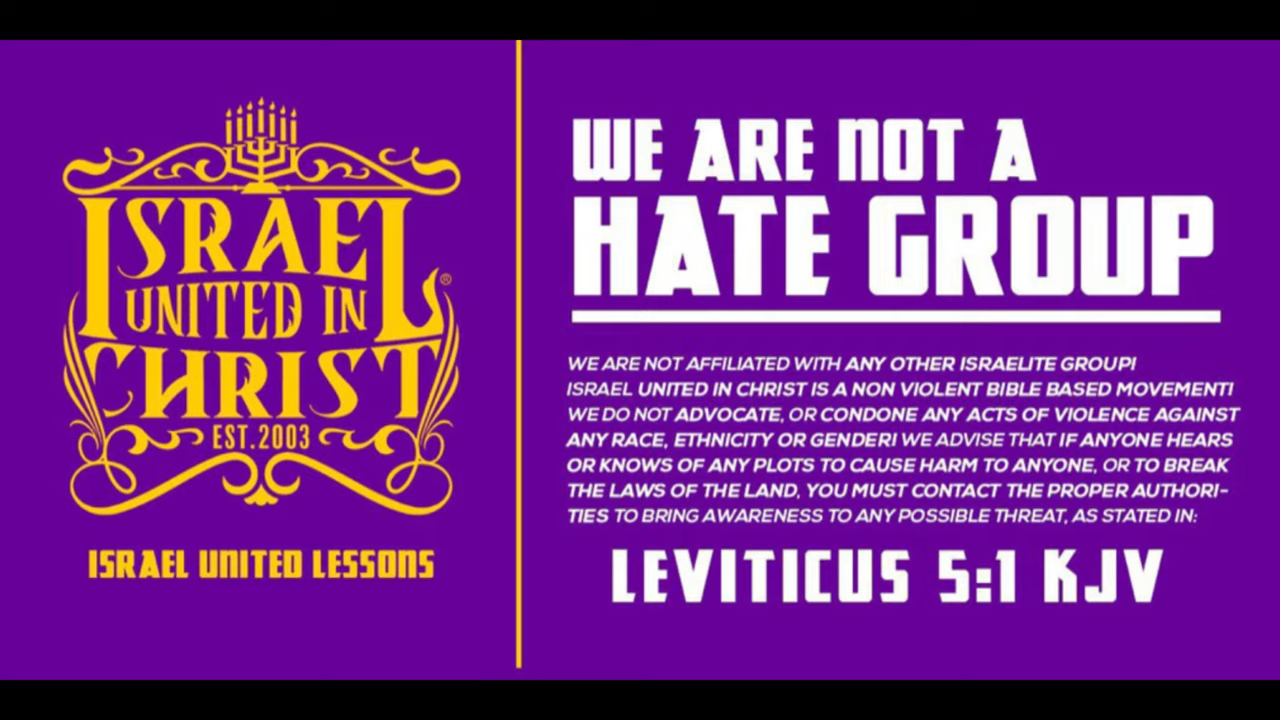 ISRAEL
UNITED IN
CHRIST®
EST. 2003
ISRAEL UNITED LESSONS
WE ARE NOT A
HATE GROUP
WE ARE NOT AFFILIATED WITH ANY OTHER ISRAELITE GROUP!
ISRAEL UNITED IN CHRIST IS A NON VIOLENT BIBLE BASED MOVEMENT!
WE DO NOT ADVOCATE, OR CONDONE ANY ACTS OF VIOLENCE AGAINST
ANY RACE, ETHNICITY OR GENDER! WE ADVISE THAT IF ANYONE HEARS
OR KNOWS OF ANY PLOTS TO CAUSE HARM TO ANYONE, OR TO BREAK
THE LAWS OF THE LAND, YOU MUST CONTACT THE PROPER AUTHORI-
TIES TO BRING AWARENESS TO ANY POSSIBLE THREAT, AS STATED IN:
LEVITICUS 5:1 KJV